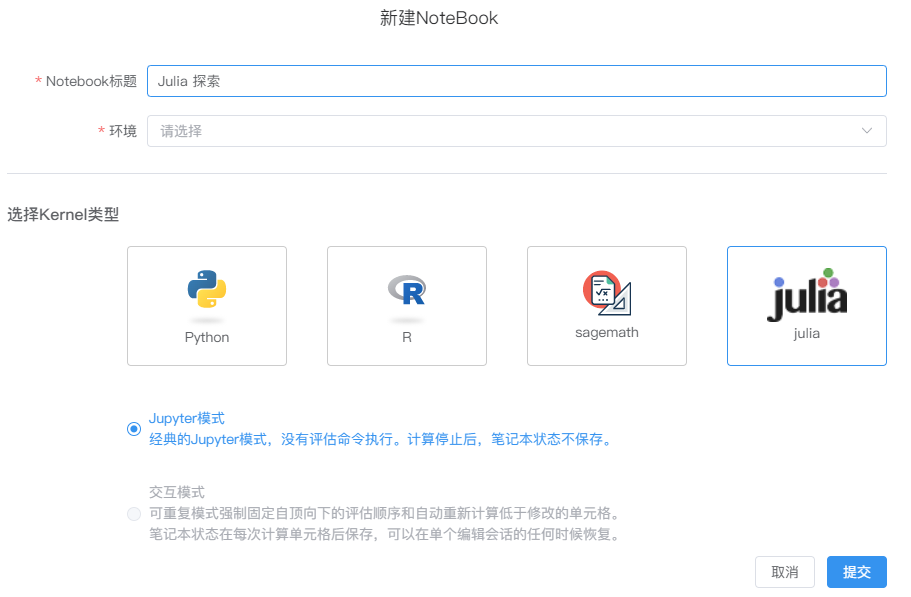 新建NoteBook
* Notebook标题
Julia 探索
* 环境
请选择
选择Kernel类型
Python
R
R
sagemath
julia
julia
Jupyter模式
经典的Jupyter模式，没有评估命令执行。计算停止后，笔记本状态不保存。
交互模式
可重复模式强制固定自顶向下的评估顺序和自动重新计算低于修改的单元格。
笔记本状态在每次计算单元格后保存，可以在单个编辑会话的任何时候恢复。
取消
提交